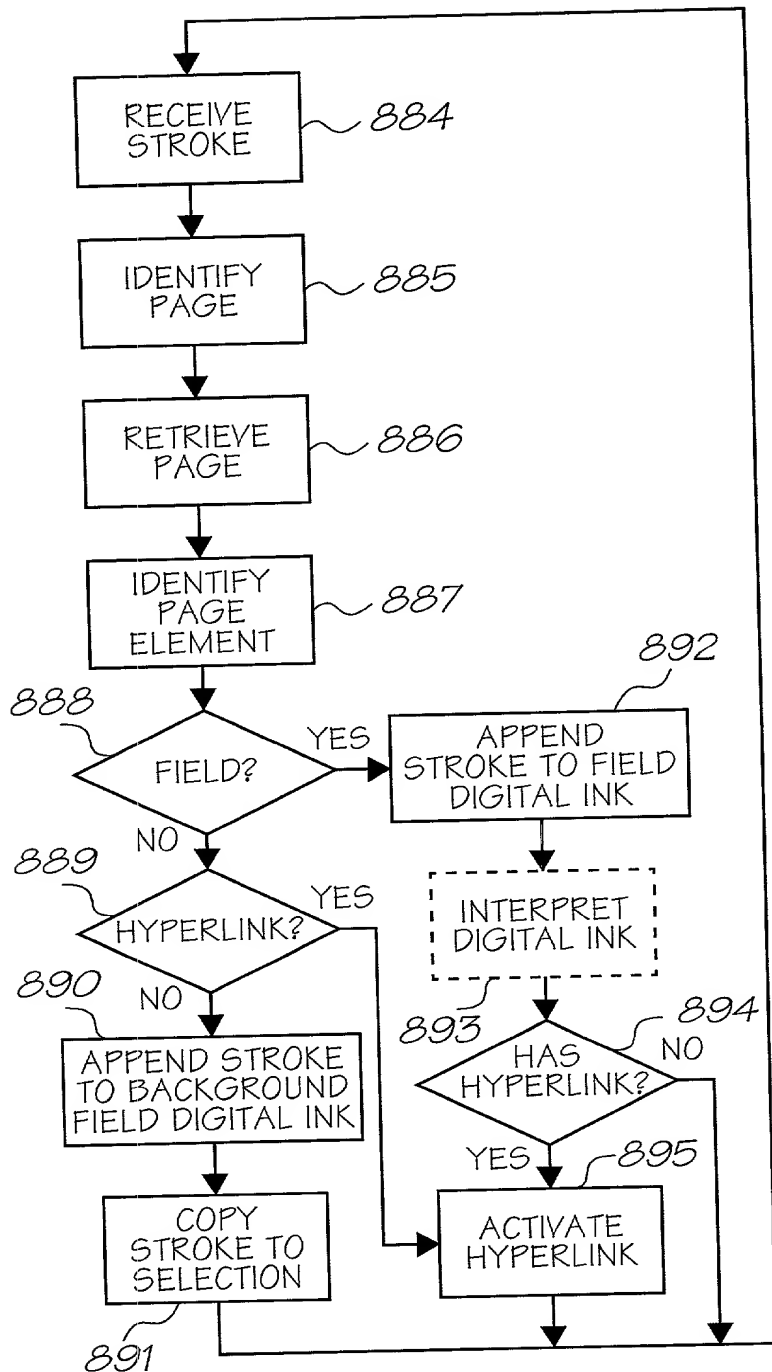 RECEIVE
STROKE
884
IDENTIFY
PAGE
885
RETRIEVE
PAGE
886
IDENTIFY
PAGE
ELEMENT
887
888
FIELD?
YES
NO
892
APPEND
STROKE TO FIELD
DIGITAL INK
889
HYPERLINK?
YES
NO
INTERPRET
DIGITAL INK
893
890
APPEND STROKE
TO BACKGROUND
FIELD DIGITAL INK
894
HAS
HYPERLINK?
NO
YES
895
COPY
STROKE TO
SELECTION
891
ACTIVATE
HYPERLINK